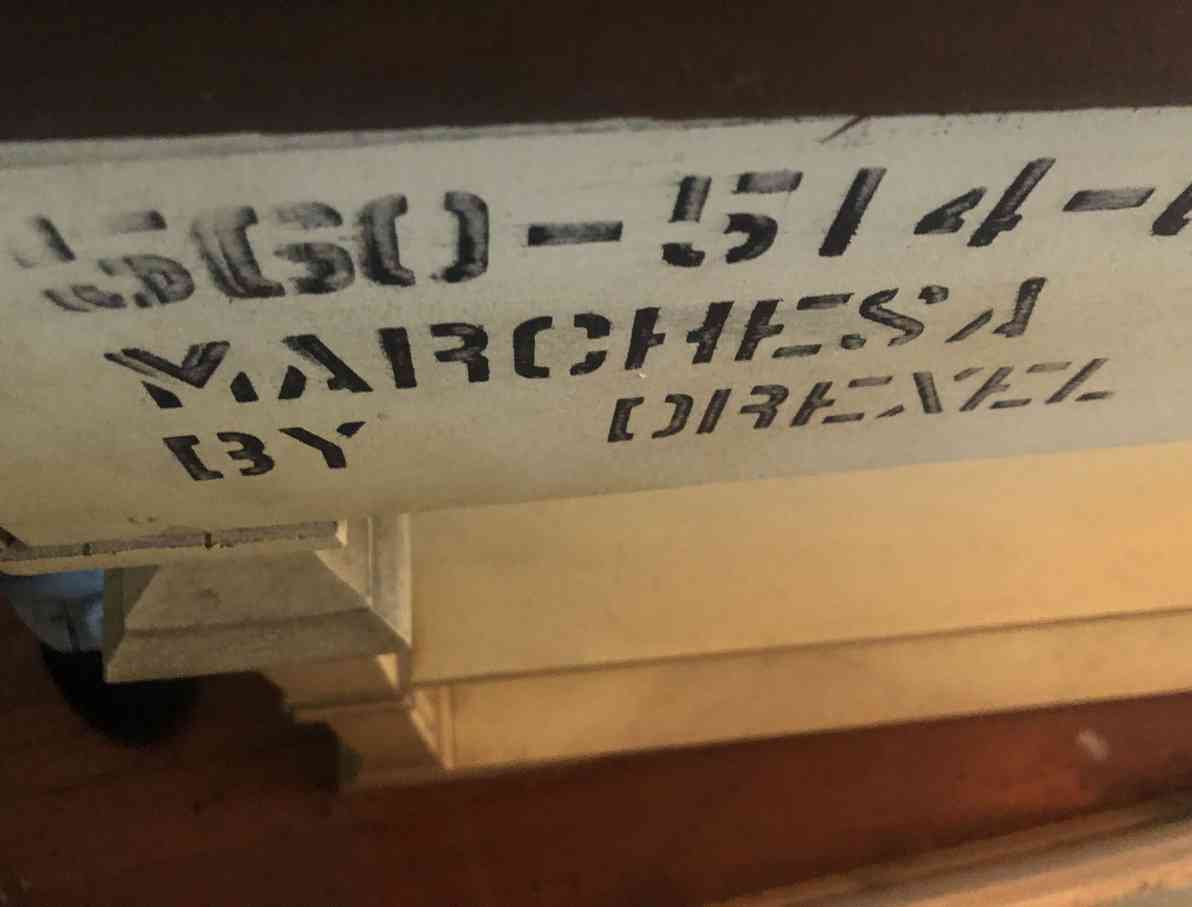 560-514-
MARCHESA
BY DREXEL